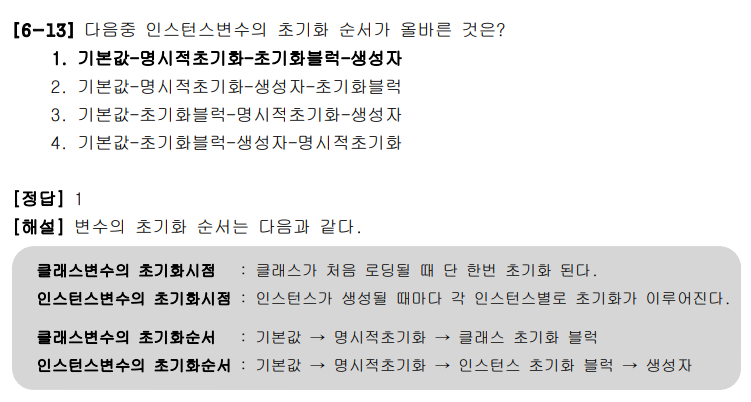 [6-13] 다음중 인스턴스변수의 초기화 순서가 올바른 것은?
1. 기본값-명시적초기화-초기화블럭-생성자
2. 기본값-명시적초기화-생성자-초기화블럭
3. 기본값-초기화블럭-명시적초기화-생성자
4. 기본값-초기화블럭-생성자-명시적초기화
[정답] 1
[해설] 변수의 초기화 순서는 다음과 같다.
클래스변수의 초기화시점 : 클래스가 처음 로딩될 때 단 한번 초기화 된다.
인스턴스변수의 초기화시점 : 인스턴스가 생성될 때마다 각 인스턴스별로 초기화가 이루어진다.
클래스변수의 초기화순서 : 기본값 → 명시적초기화 → 클래스 초기화 블럭
인스턴스변수의 초기화순서 : 기본값 → 명시적초기화 → 인스턴스 초기화 블럭 → 생성자